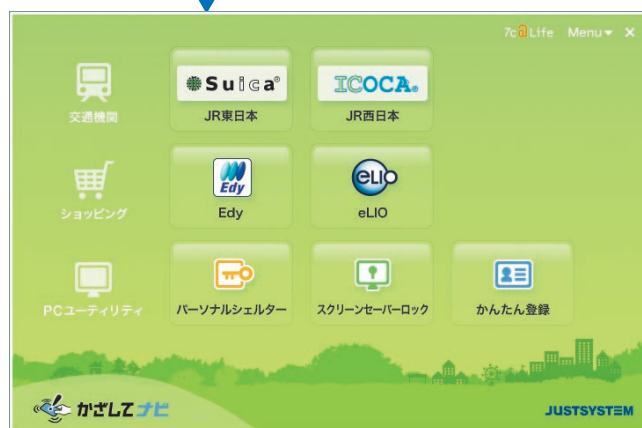 7c@Life Menu▼ ×
Suica®
ICOCA®
交通機関 JR東日本 JR西日本
Edy
eLIO
ショッピング Edy eLIO
PCユーティリティ パーソナルシェルター スクリーンセーバーロック かんたん登録
かざしてナビ
JUSTSYSTEM